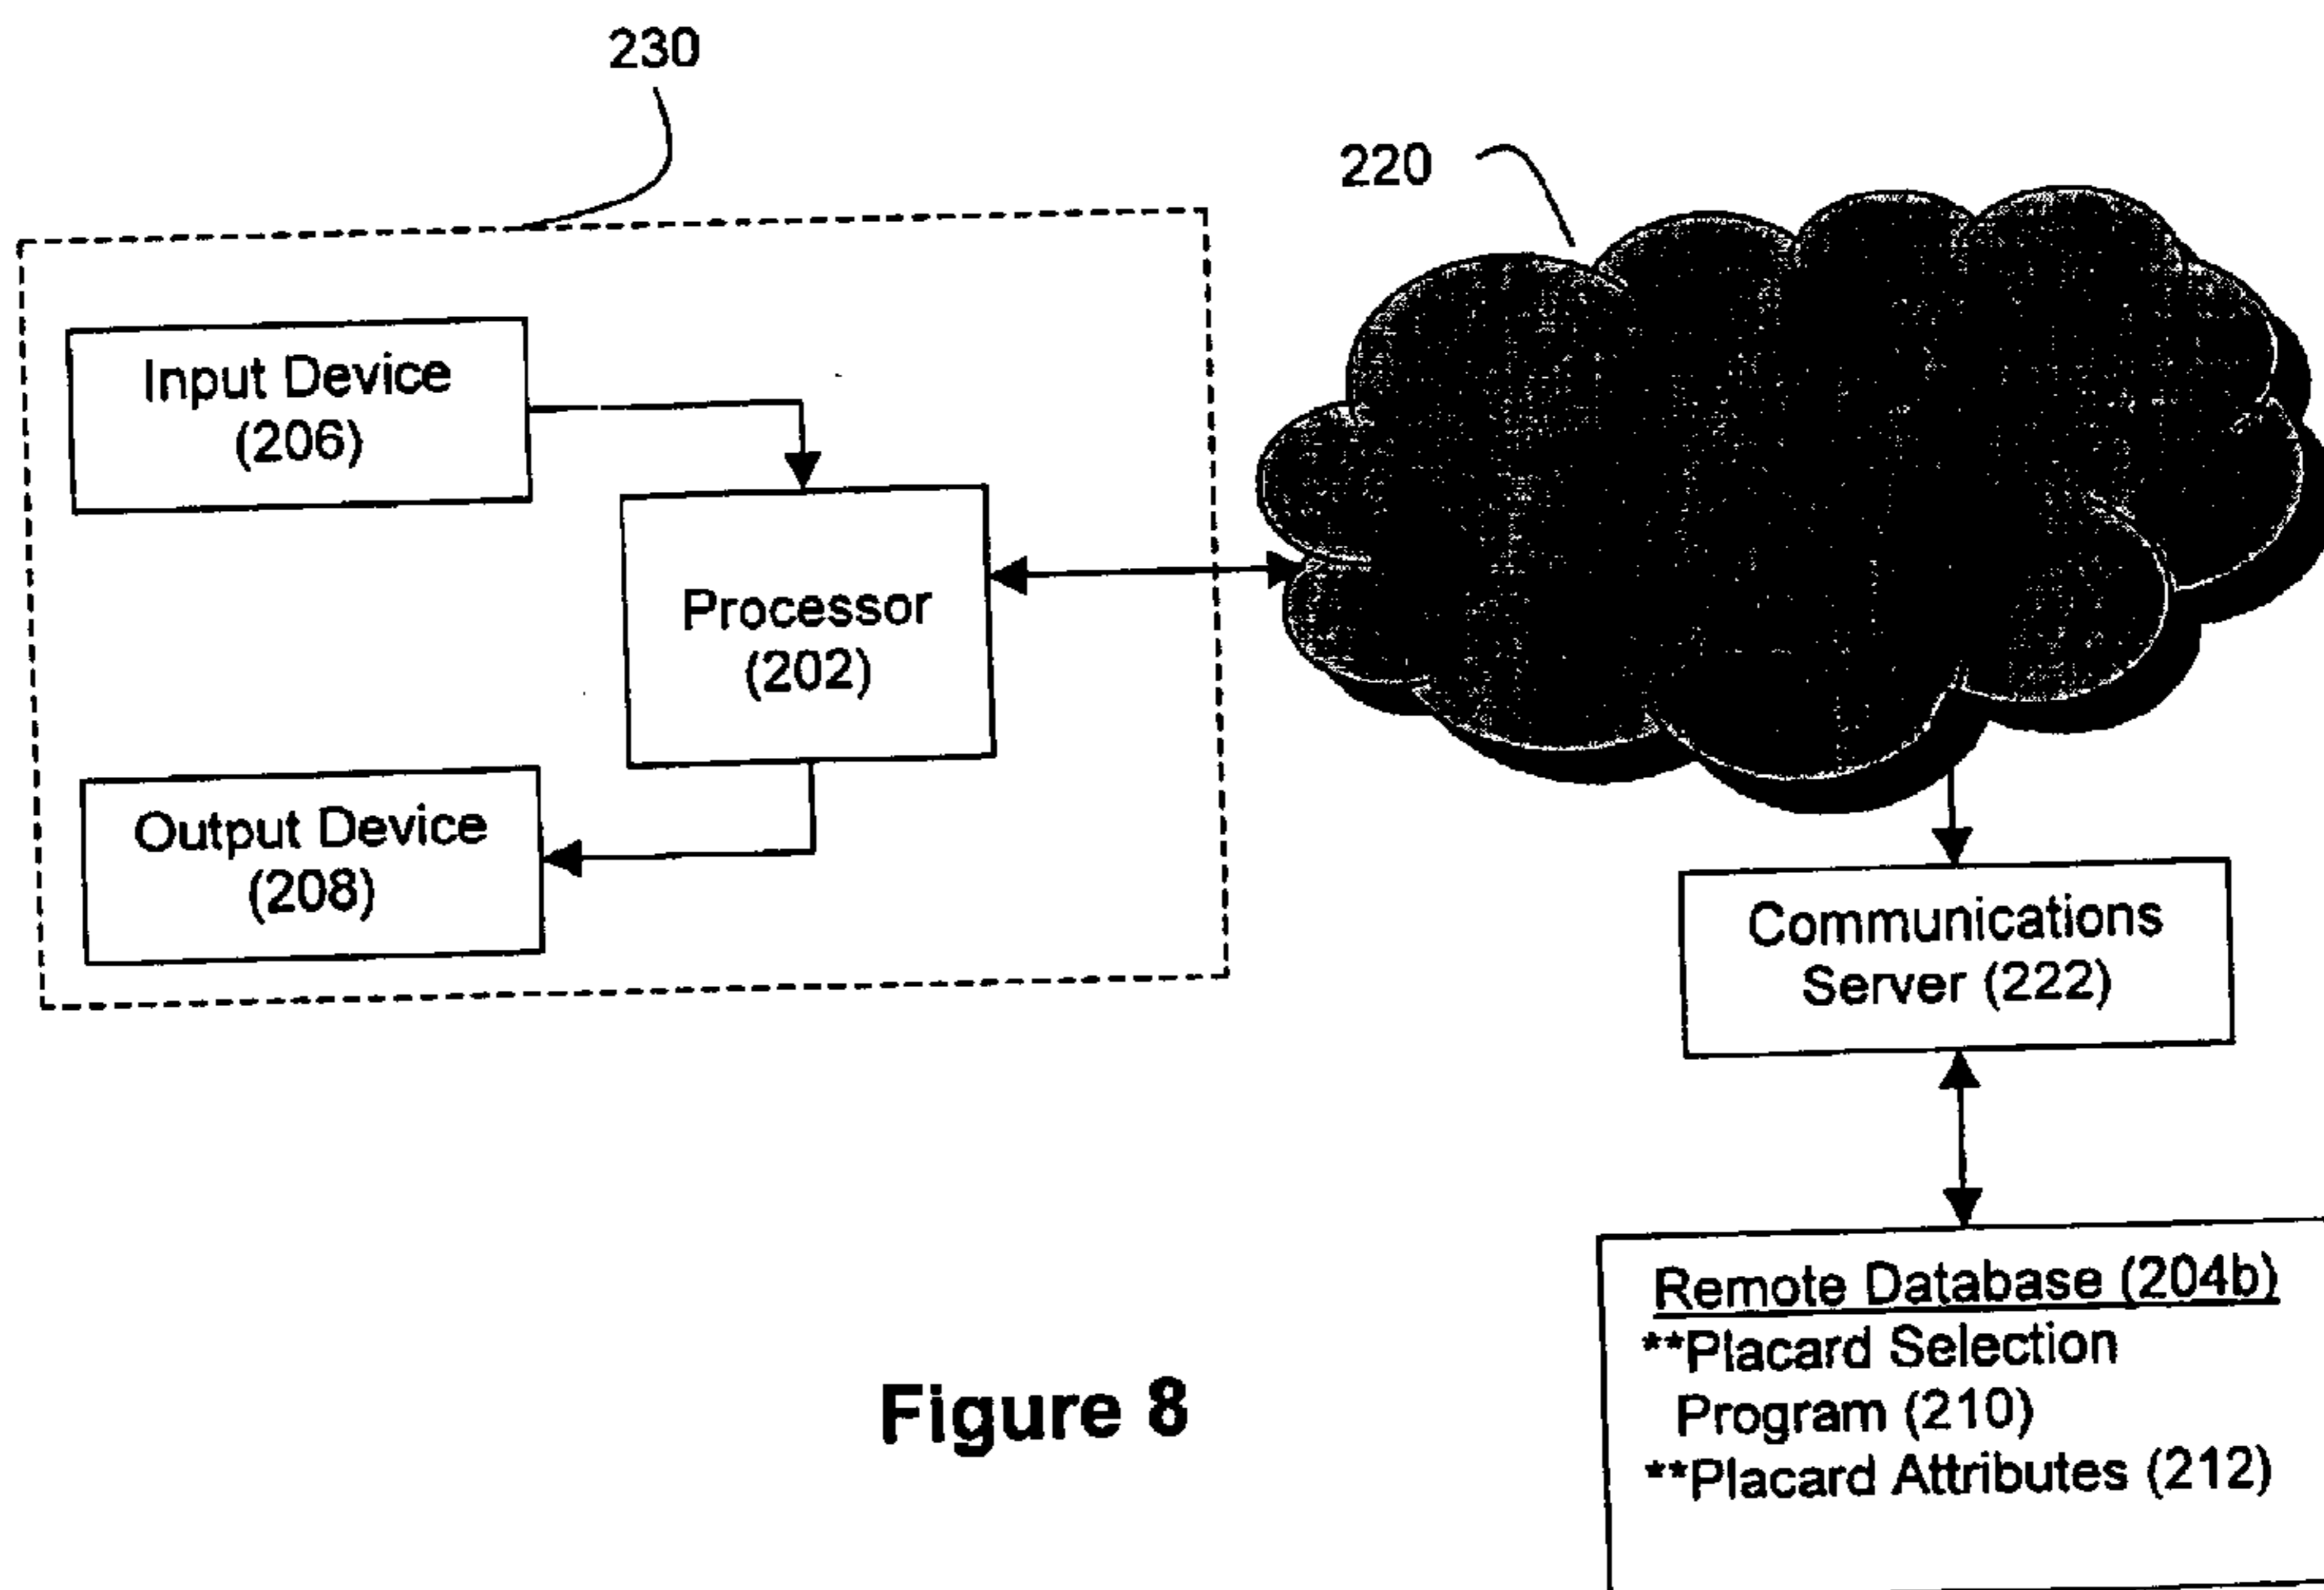 230
220
Input Device
(206)
Processor
(202)
Output Device
(208)
Communications
Server (222)
Remote Database (204b)
**Placard Selection
Program (210)
**Placard Attributes (212)
Figure 8